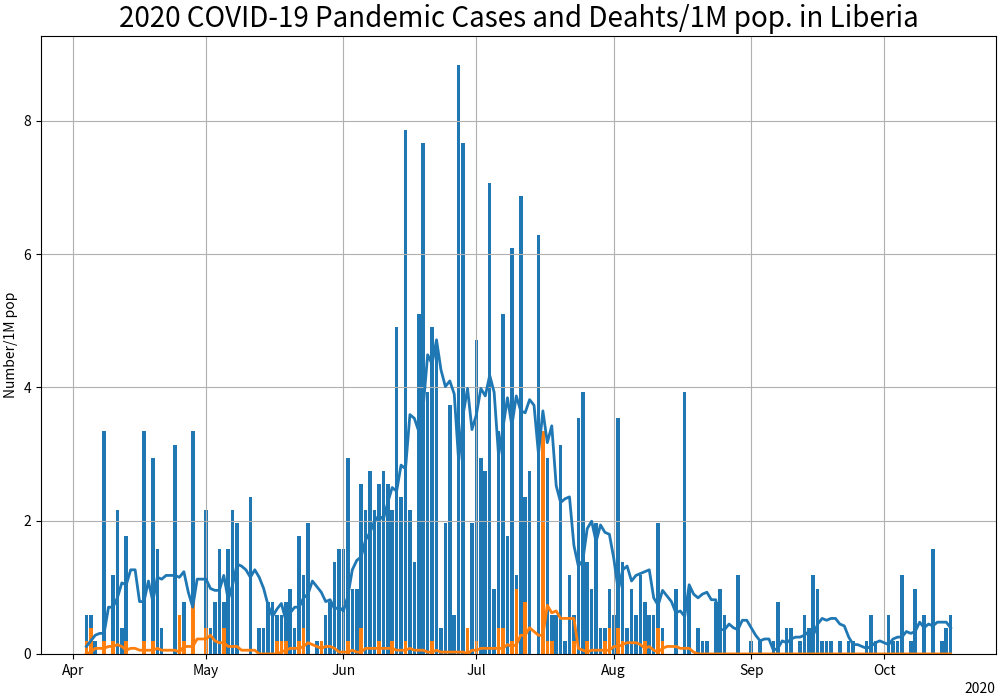 2020 COVID-19 Pandemic Cases and Deahts/1M pop. in Liberia
Number/1M pop
8
6
4
2
0
Apr May Jun Jul Aug Sep Oct
2020